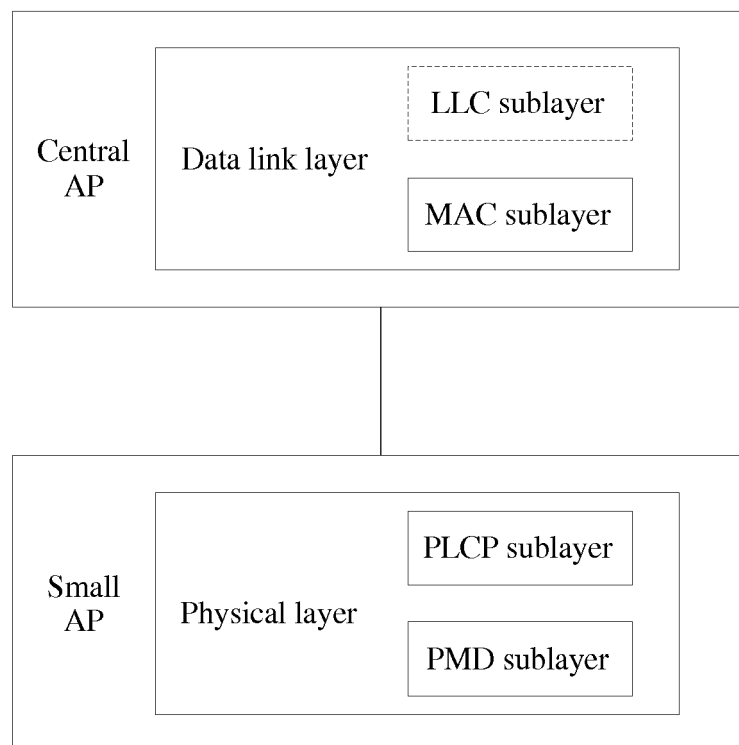 Central
AP
Data link layer
LLC sublayer
MAC sublayer
Small
AP
Physical layer
PLCP sublayer
PMD sublayer